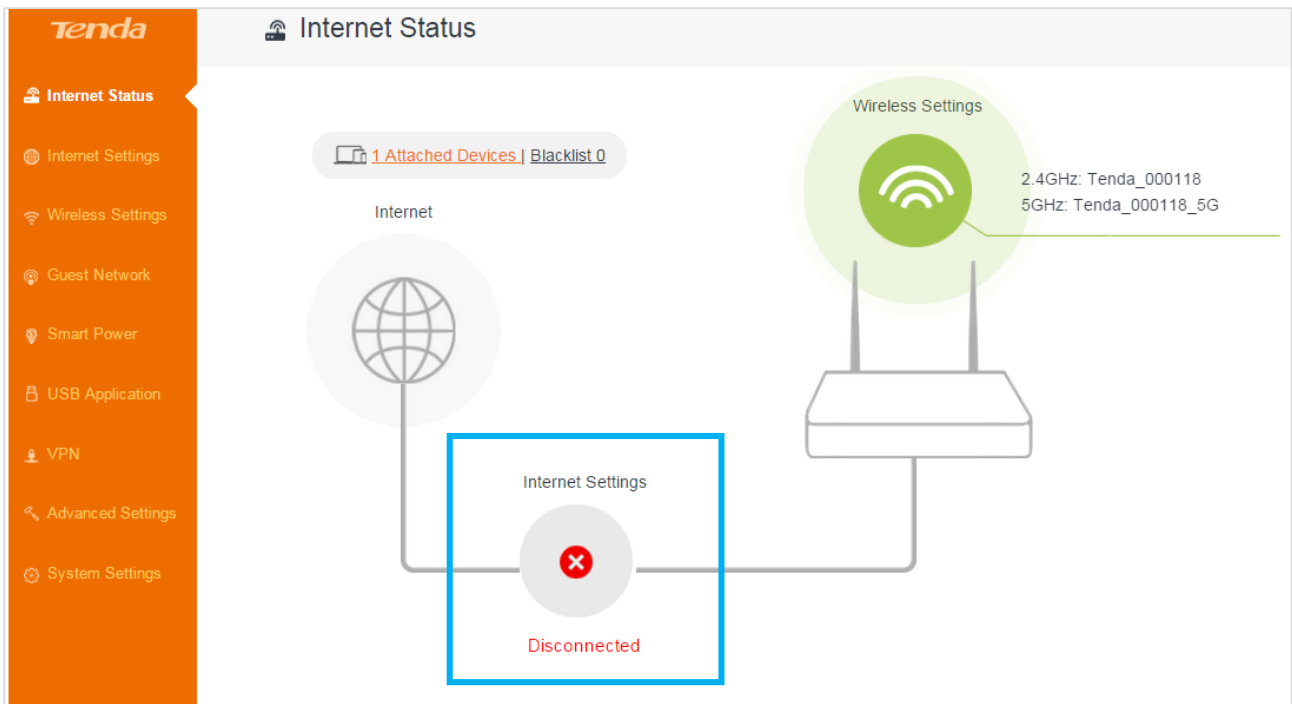 Tenda
Internet Status
Internet Settings
Wireless Settings
Guest Network
Smart Power
USB Application
VPN
Advanced Settings
System Settings
Internet Status
1 Attached Devices | Blacklist 0
Internet
Wireless Settings
2.4GHz: Tenda_000118
5GHz: Tenda_000118_5G
Internet Settings
Disconnected